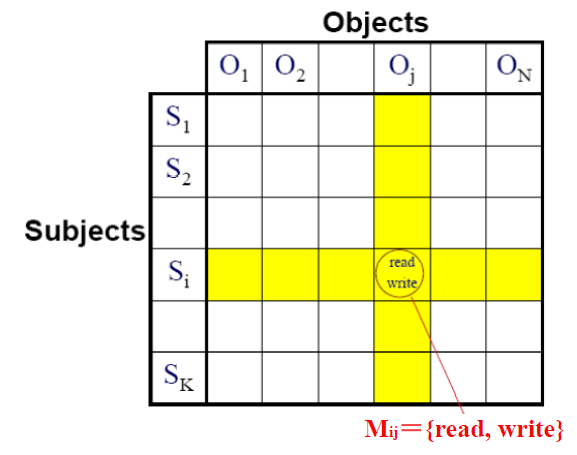 Objects
O1 O2 Oj ON
S1
S2
Subjects
Si
read
write
SK
Mij={read, write}